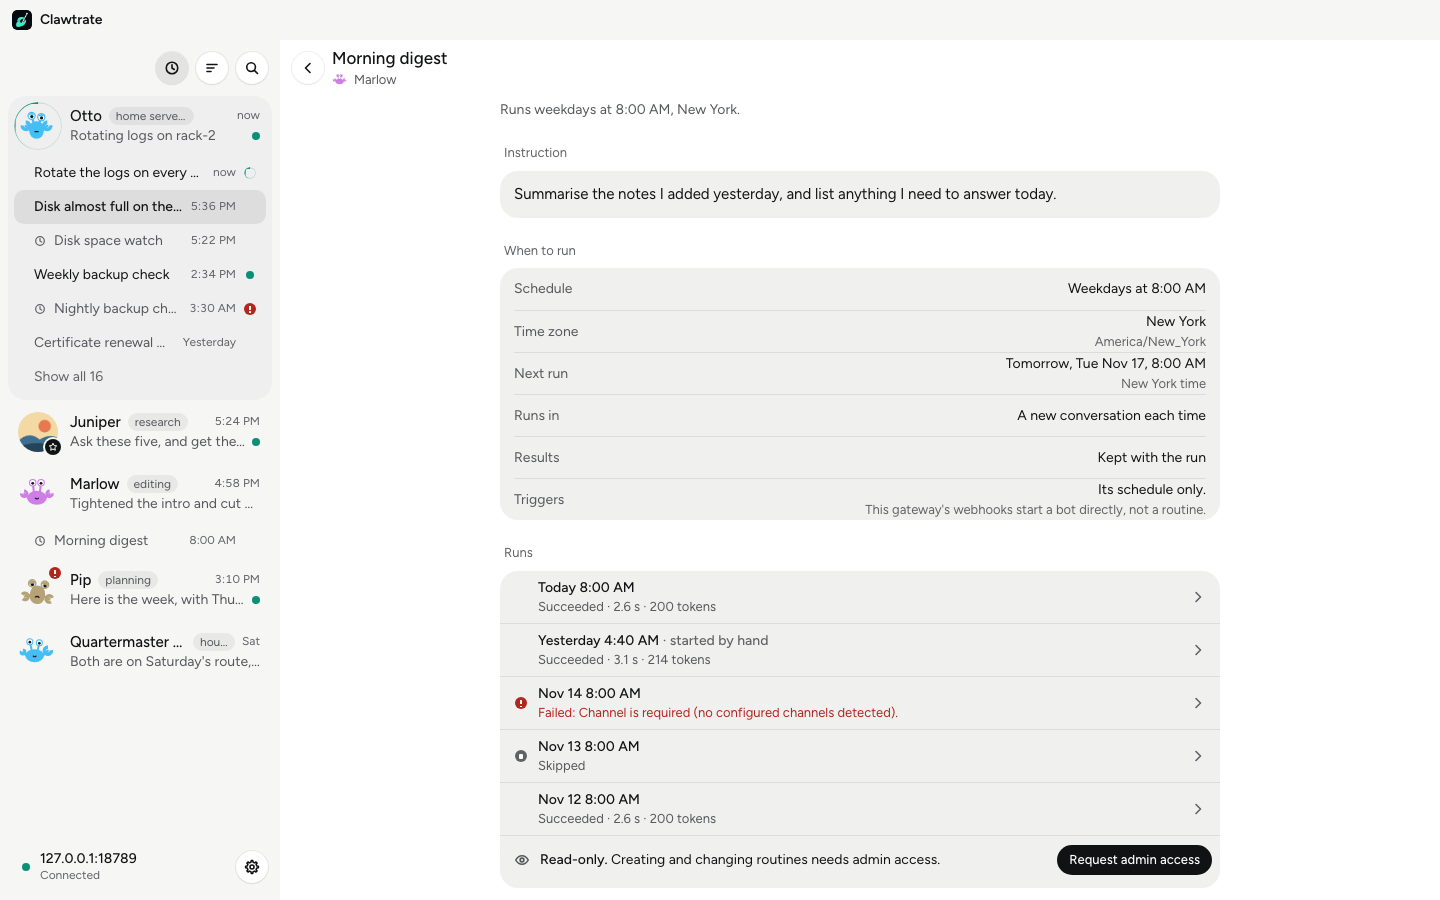 Clawtrate
Otto
home serve...
now
Rotating logs on rack-2
Rotate the logs on every ...
now
Disk almost full on the...
5:36 PM
Disk space watch
5:22 PM
Weekly backup check
2:34 PM
Nightly backup ch...
3:30 AM
Certificate renewal ...
Yesterday
Show all 16
Juniper
research
5:24 PM
Ask these five, and get the...
Marlow
editing
4:58 PM
Tightened the intro and cut ...
Morning digest
8:00 AM
Pip
planning
3:10 PM
Here is the week, with Thu...
Quartermaster ...
hou...
Sat
Both are on Saturday's route,...
127.0.0.1:18789
Connected
Morning digest
Marlow
Runs weekdays at 8:00 AM, New York.
Instruction
Summarise the notes I added yesterday, and list anything I need to answer today.
When to run
Schedule
Weekdays at 8:00 AM
Time zone
New York
America/New_York
Next run
Tomorrow, Tue Nov 17, 8:00 AM
New York time
Runs in
A new conversation each time
Results
Kept with the run
Triggers
Its schedule only.
This gateway's webhooks start a bot directly, not a routine.
Runs
Today 8:00 AM
Succeeded · 2.6 s · 200 tokens
Yesterday 4:40 AM · started by hand
Succeeded · 3.1 s · 214 tokens
Nov 14 8:00 AM
Failed: Channel is required (no configured channels detected).
Nov 13 8:00 AM
Skipped
Nov 12 8:00 AM
Succeeded · 2.6 s · 200 tokens
Read-only. Creating and changing routines needs admin access.
Request admin access